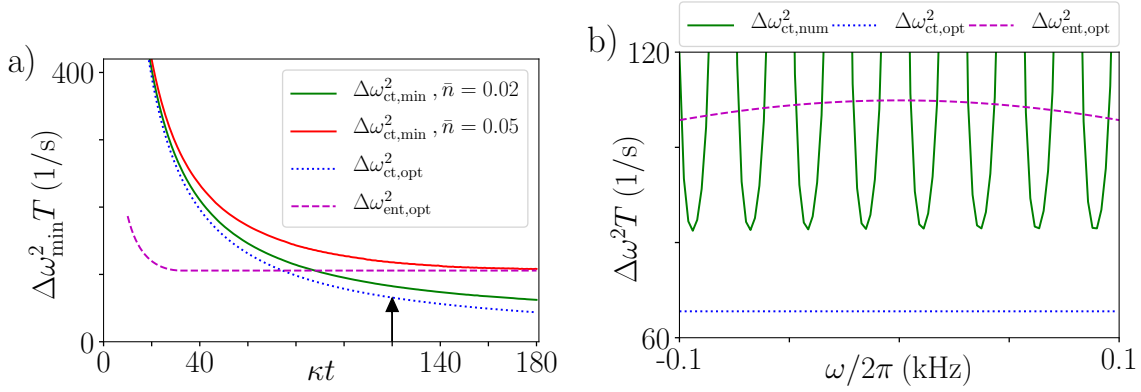 a)
Δω²_min T (1/s)
400
0
0
40
κt
140
180
Δω²_ct,min , n̄ = 0.02
Δω²_ct,min , n̄ = 0.05
Δω²_ct,opt
Δω²_ent,opt
b)
Δω²_ct,num Δω²_ct,opt Δω²_ent,opt
Δω²T (1/s)
120
60
-0.1
ω/2π (kHz)
0.1